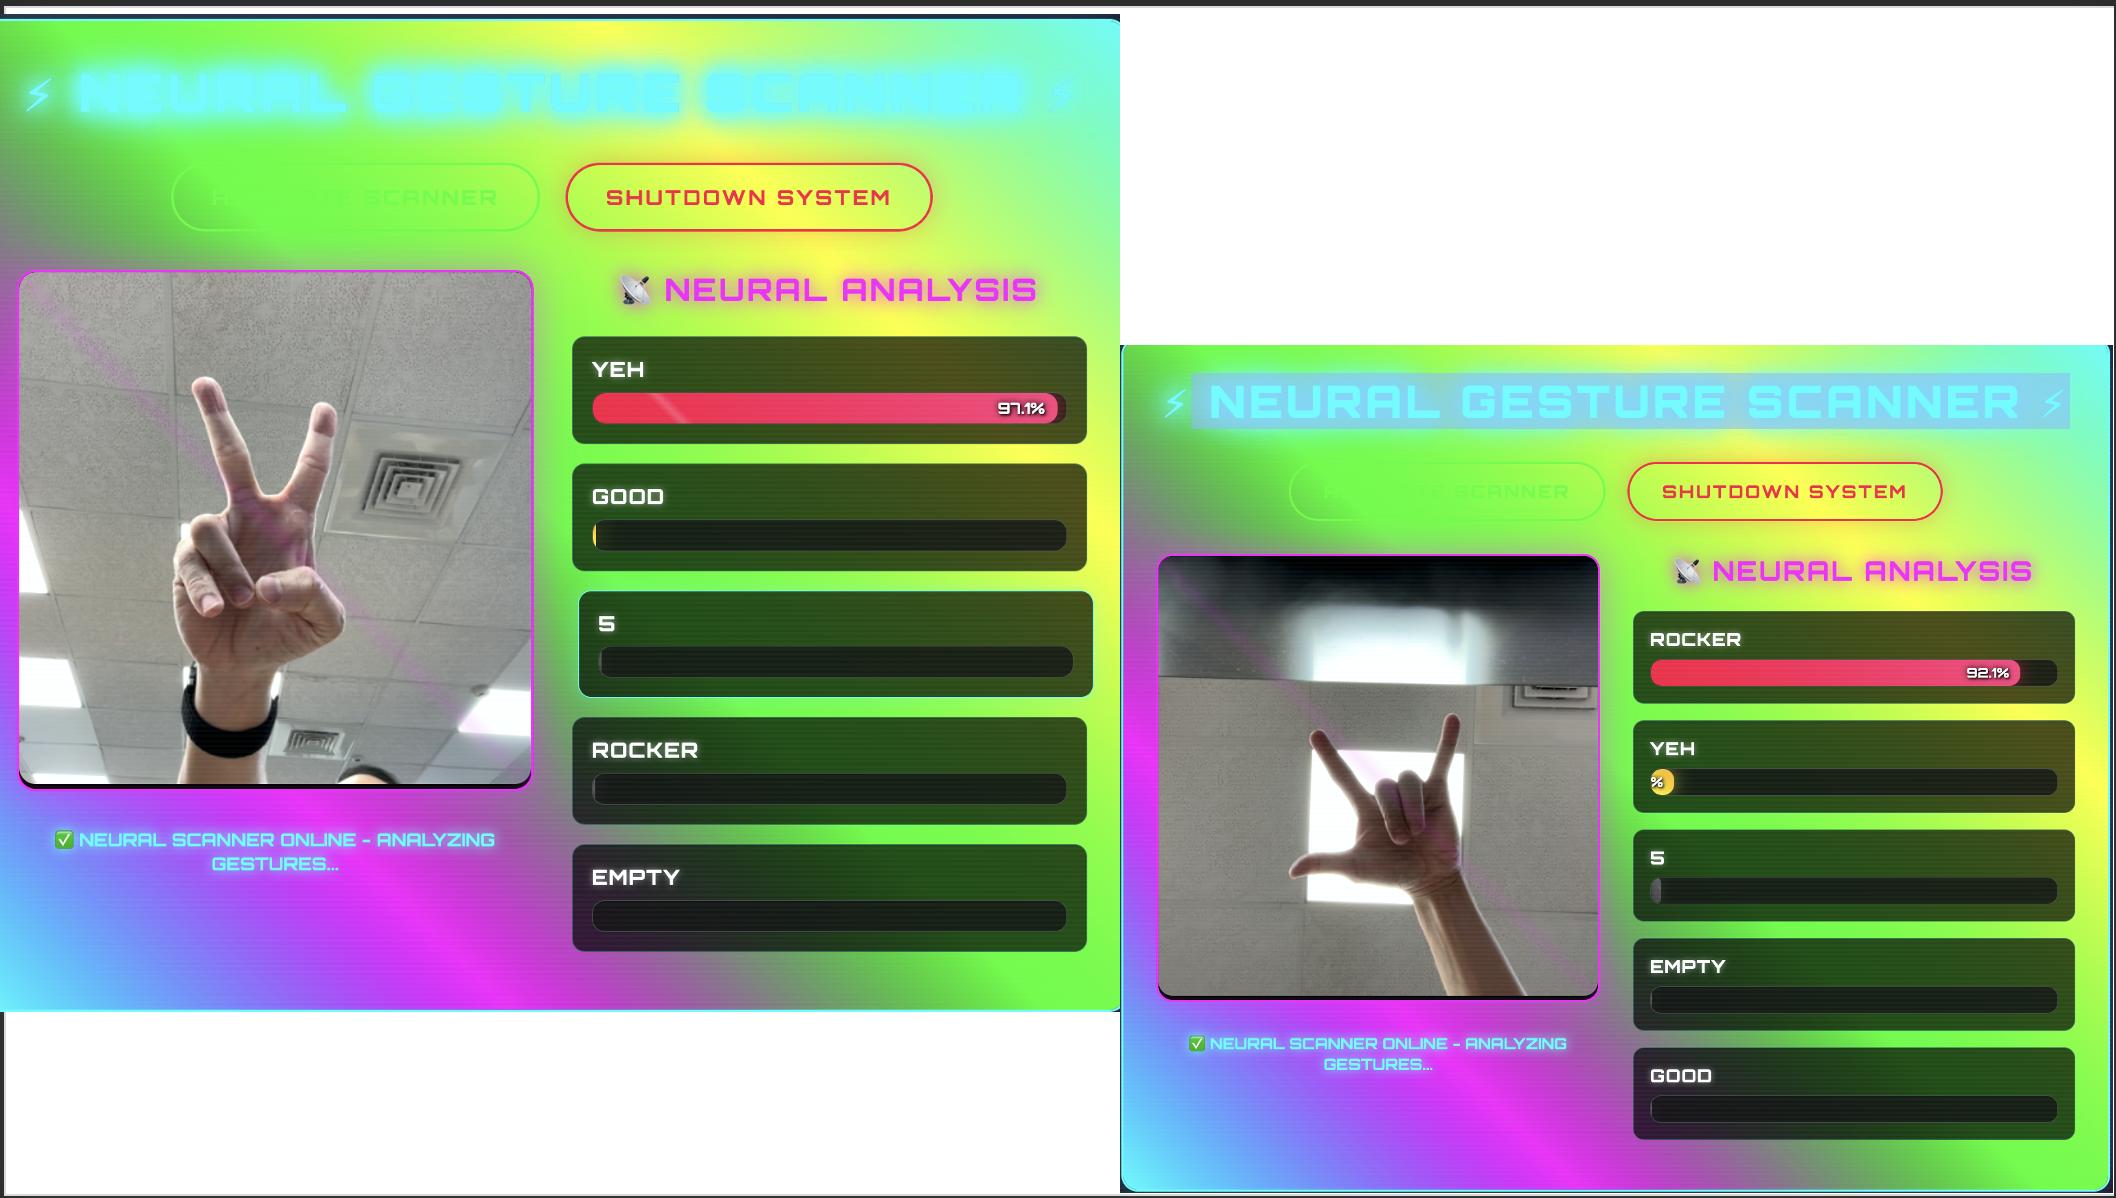 ⚡ NEURAL GESTURE SCANNER ⚡
SCANNER
SHUTDOWN SYSTEM
📡 NEURAL ANALYSIS
YEH
97.1%
GOOD
5
ROCKER
EMPTY
✅ NEURAL SCANNER ONLINE - ANALYZING
GESTURES...
⚡ NEURAL GESTURE SCANNER ⚡
SCANNER
SHUTDOWN SYSTEM
📡 NEURAL ANALYSIS
ROCKER
92.1%
YEH
%
5
EMPTY
GOOD
✅ NEURAL SCANNER ONLINE - ANALYZING
GESTURES...